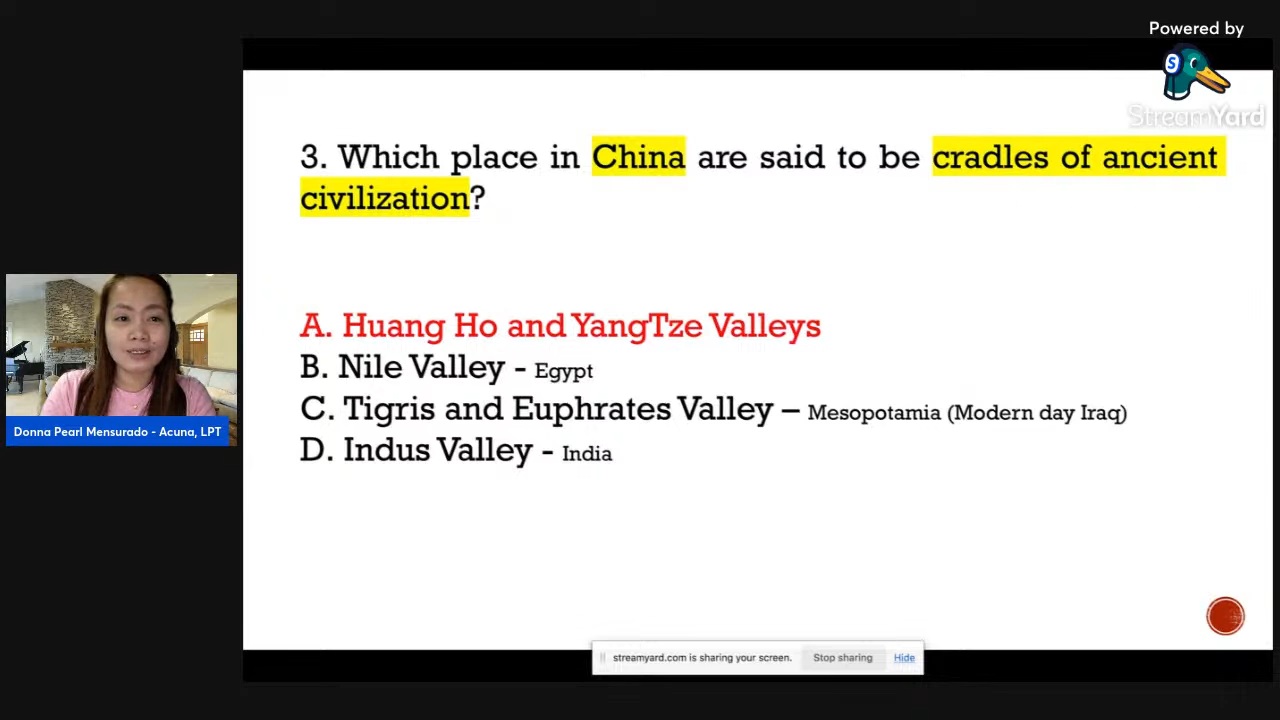 Powered by
StreamYard
3. Which place in China are said to be cradles of ancient
civilization?
A. Huang Ho and YangTze Valleys
B. Nile Valley - Egypt
C. Tigris and Euphrates Valley – Mesopotamia (Modern day Iraq)
D. Indus Valley - India
Donna Pearl Mensurado - Acuna, LPT
streamyard.com is sharing your screen. Stop sharing Hide